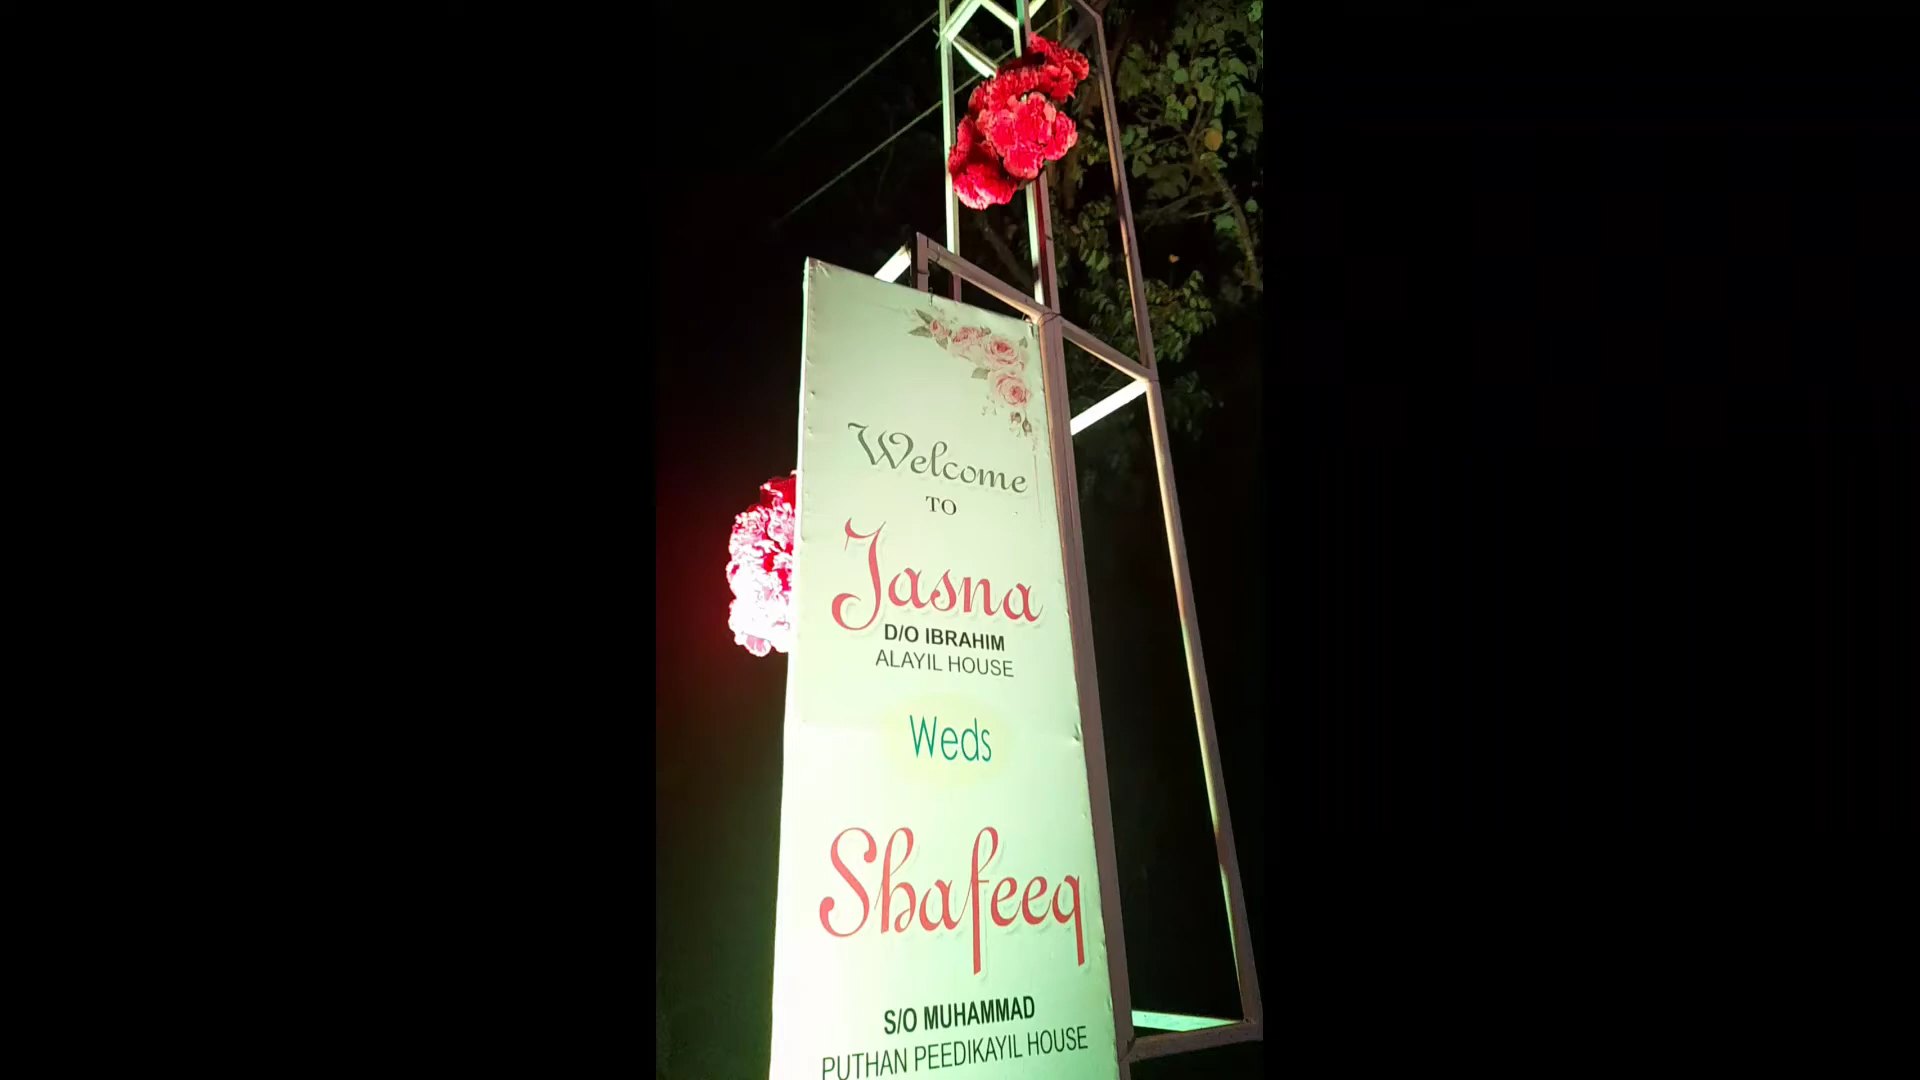 Welcome
TO
Jasna
D/O IBRAHIM
ALAYIL HOUSE
Weds
Shafeeq
S/O MUHAMMAD
PUTHAN PEEDIKAYIL HOUSE